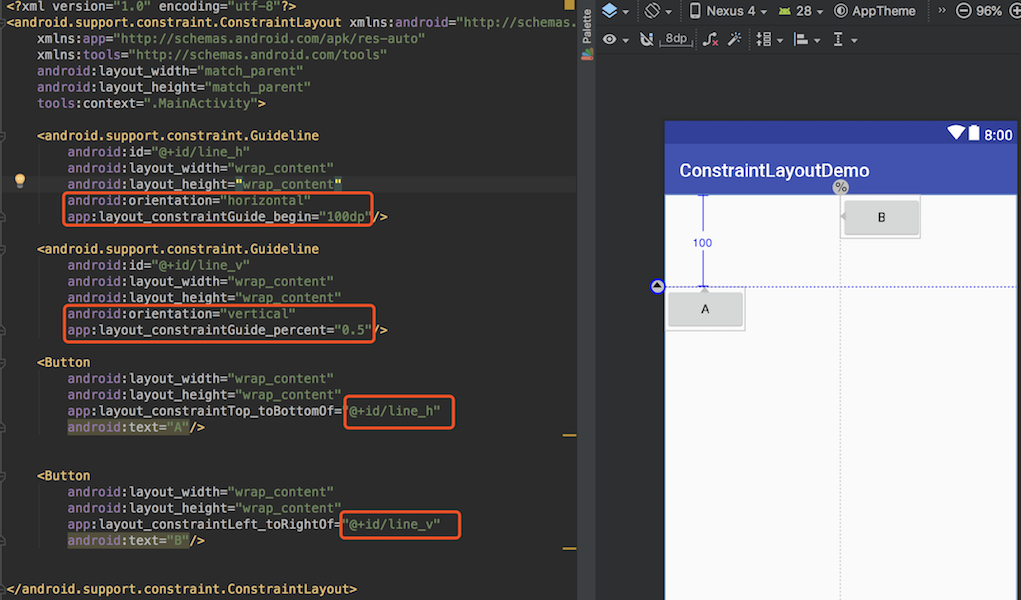 <?xml version="1.0" encoding="utf-8"?>
<android.support.constraint.ConstraintLayout xmlns:android="http://schemas.
xmlns:app="http://schemas.android.com/apk/res-auto"
xmlns:tools="http://schemas.android.com/tools"
android:layout_width="match_parent"
android:layout_height="match_parent"
tools:context=".MainActivity">
<android.support.constraint.Guideline
android:id="@+id/line_h"
android:layout_width="wrap_content"
android:layout_height="wrap_content"
android:orientation="horizontal"
app:layout_constraintGuide_begin="100dp"/>
<android.support.constraint.Guideline
android:id="@+id/line_v"
android:layout_width="wrap_content"
android:layout_height="wrap_content"
android:orientation="vertical"
app:layout_constraintGuide_percent="0.5"/>
<Button
android:layout_width="wrap_content"
android:layout_height="wrap_content"
app:layout_constraintTop_toBottomOf="@+id/line_h"
android:text="A"/>
<Button
android:layout_width="wrap_content"
android:layout_height="wrap_content"
app:layout_constraintLeft_toRightOf="@+id/line_v"
android:text="B"/>
</android.support.constraint.ConstraintLayout>
Palette
Nexus 4
28
AppTheme
»
96%
8dp
8:00
ConstraintLayoutDemo
%
B
100
A